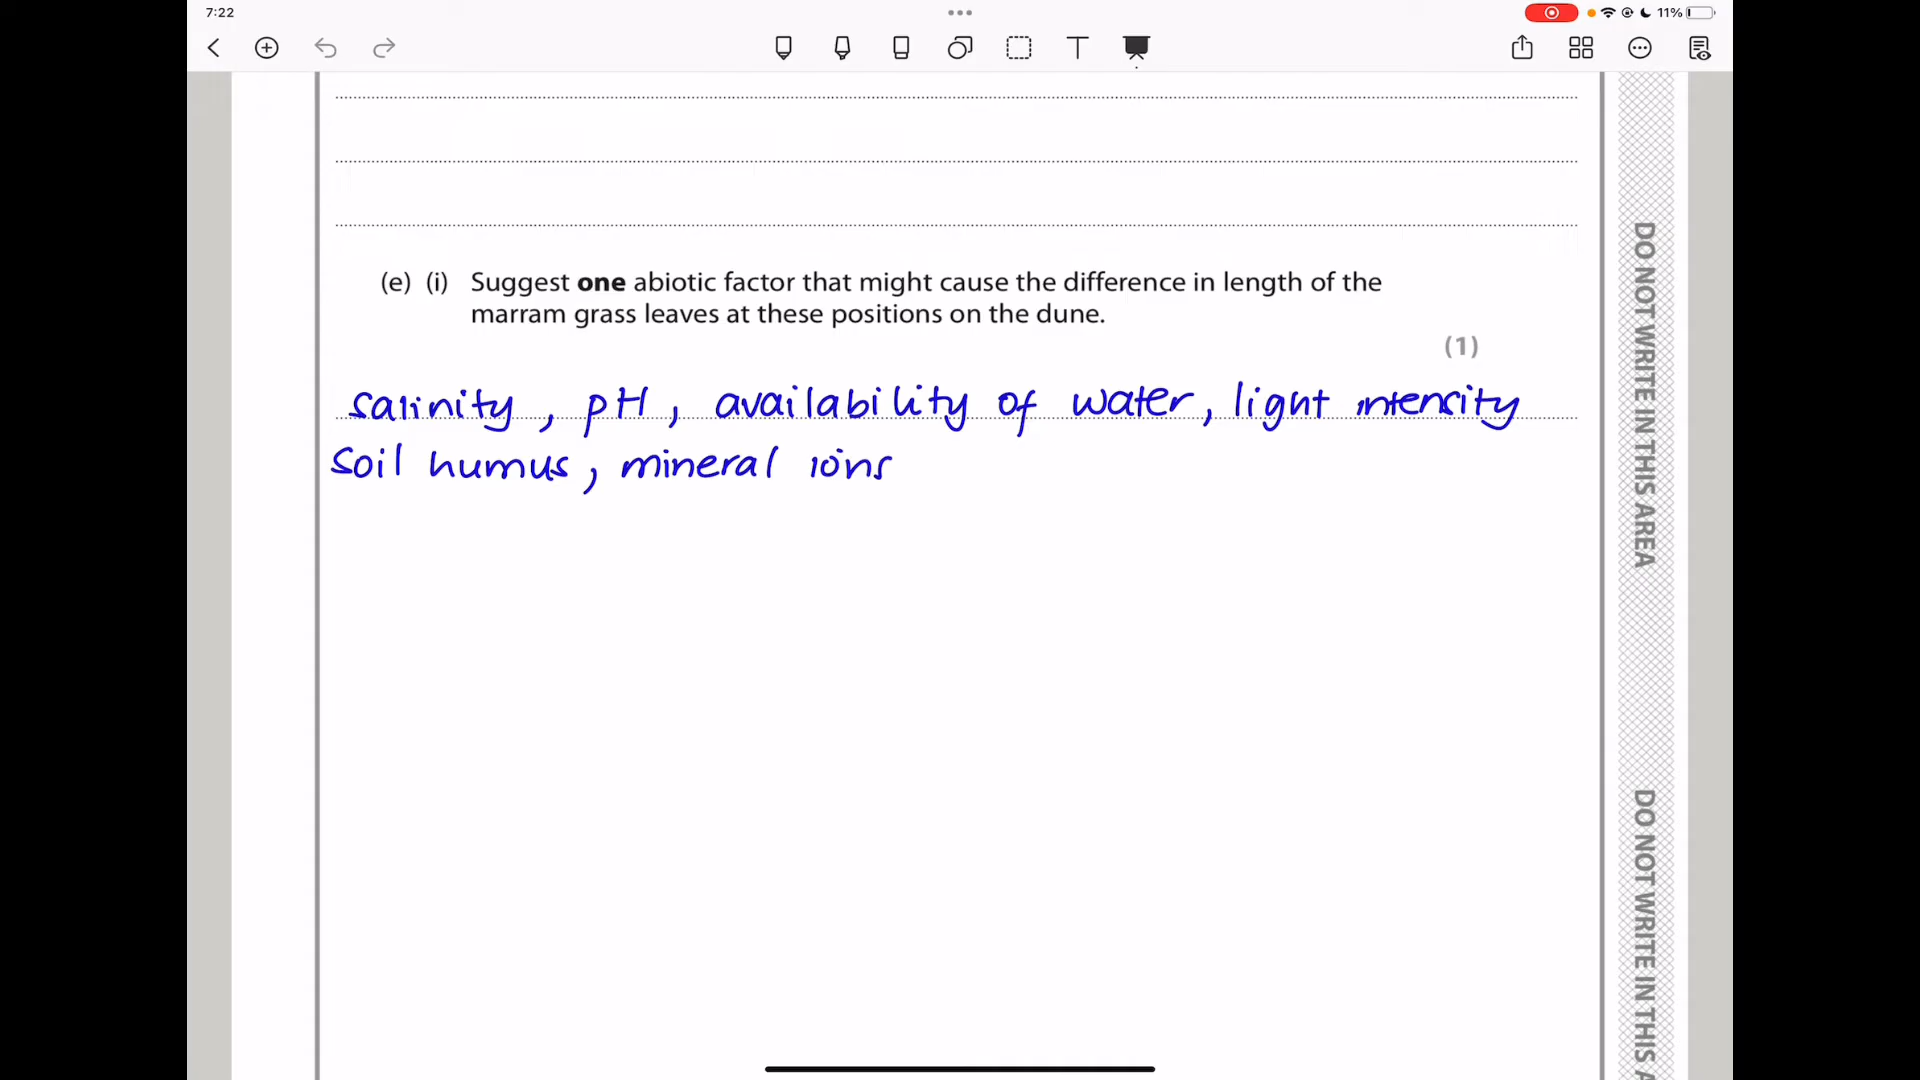 7:22
11%
(e) (i) Suggest one abiotic factor that might cause the difference in length of the
marram grass leaves at these positions on the dune.
(1)
salinity, pH, availability of water, light intensity
Soil humus, mineral ions
DO NOT WRITE IN THIS AREA
DO NOT WRITE IN THIS A